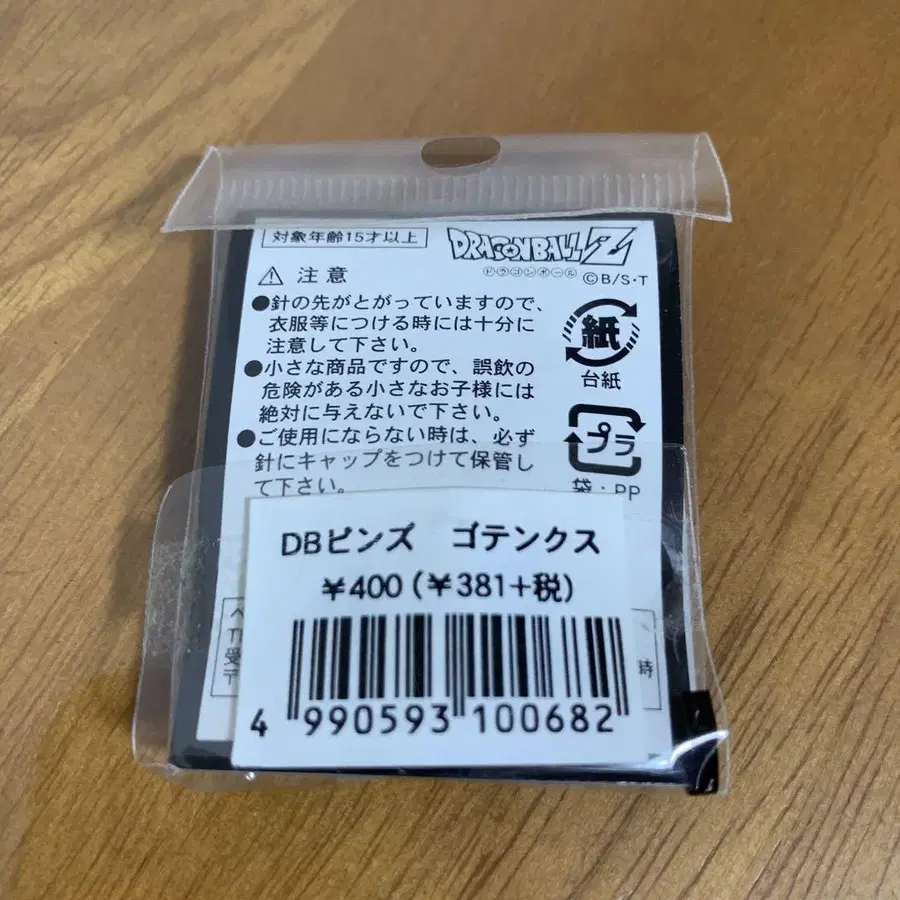 対象年齢15才以上
DRAGONBALL Z
ドラゴンボール ©B/S・T
⚠ 注意
●針の先がとがっていますので、
衣服等につける時には十分に
注意して下さい。
●小さな商品ですので、誤飲の
危険がある小さなお子様には
絶対に与えないで下さい。
●ご使用にならない時は、必ず
針にキャップをつけて保管し
て下さい。
紙
台紙
プラ
袋：PP
DBピンズ ゴテンクス
¥400(¥381+税)
4 990593 100682
受
〒
時